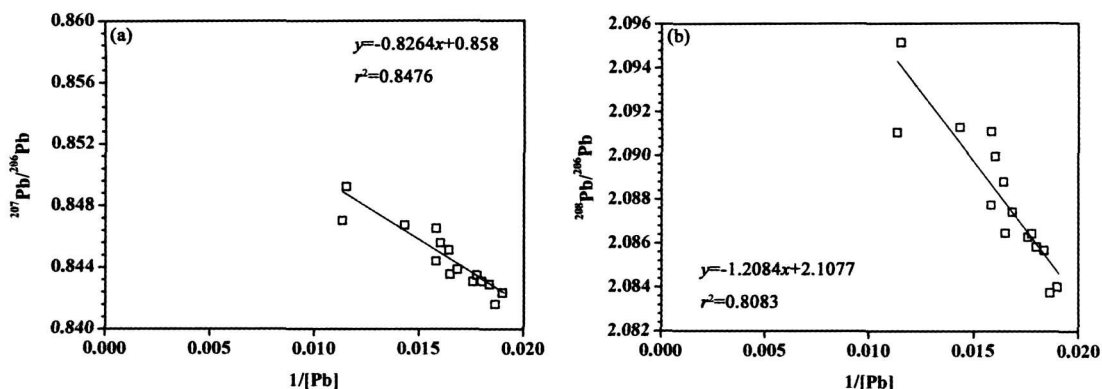 (a)
y=-0.8264x+0.858
r²=0.8476
0.860
0.856
0.852
0.848
0.844
0.840
²⁰⁷Pb/²⁰⁶Pb
0.000 0.005 0.010 0.015 0.020
1/[Pb]
(b)
2.096
2.094
2.092
2.090
2.088
2.086
2.084
2.082
²⁰⁸Pb/²⁰⁶Pb
y=-1.2084x+2.1077
r²=0.8083
0.000 0.005 0.010 0.015 0.020
1/[Pb]